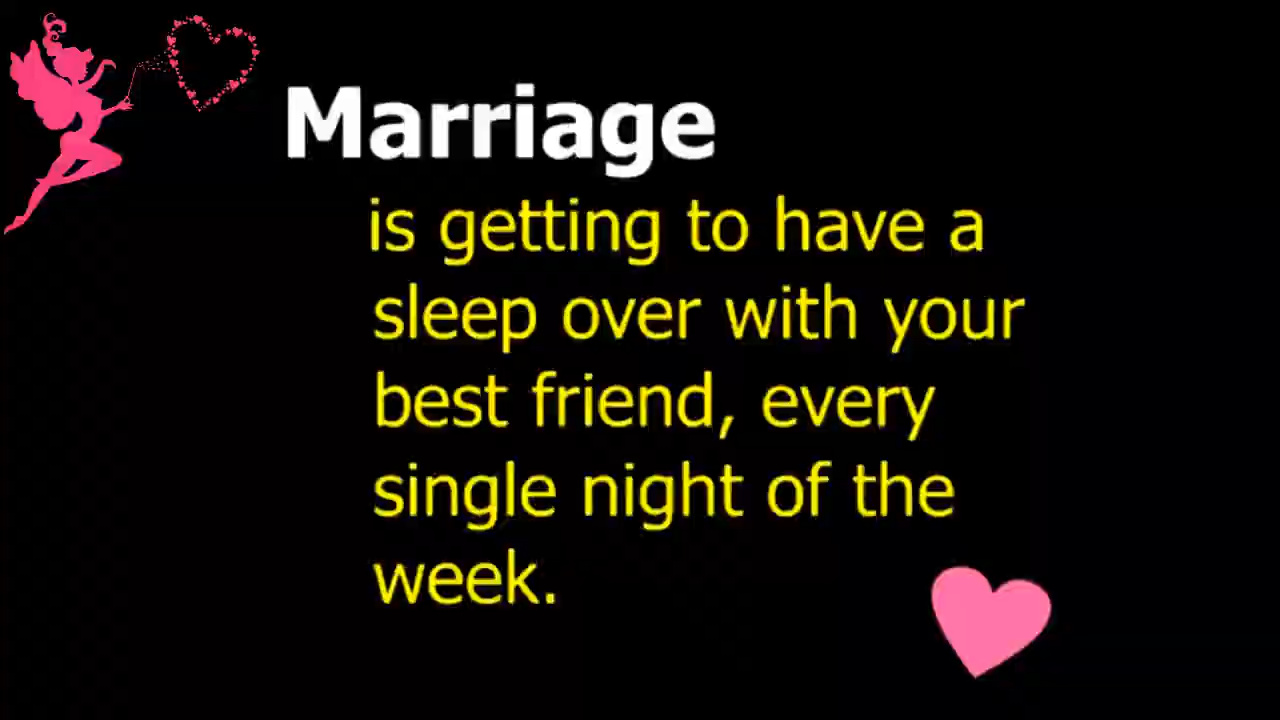 Marriage
is getting to have a
sleep over with your
best friend, every
single night of the
week.